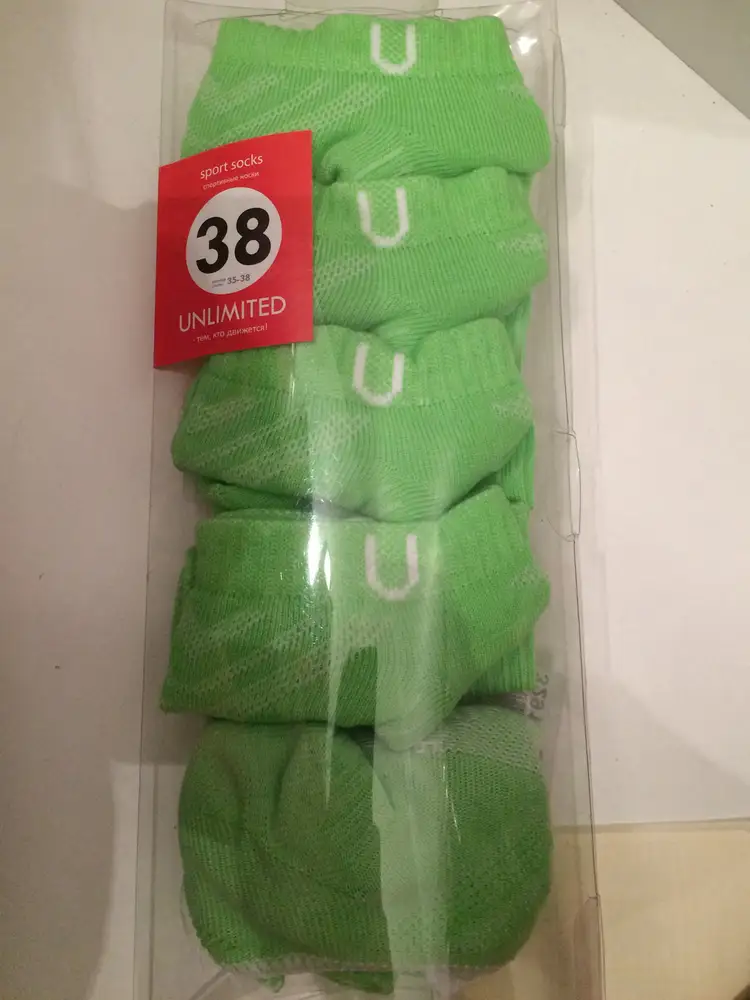 U
sport socks
спортивные носки
U
38
35-38
UNLIMITED
- тем, кто движется!
U
U